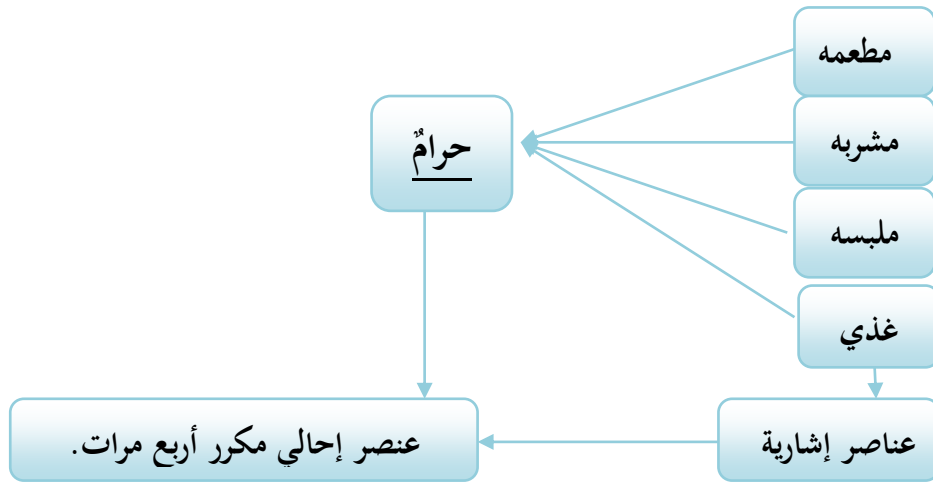 مطعمه
مشربه
حرامٌ
ملبسه
غذي
عناصر إشارية
عنصر إحالي مكرر أربع مرات.